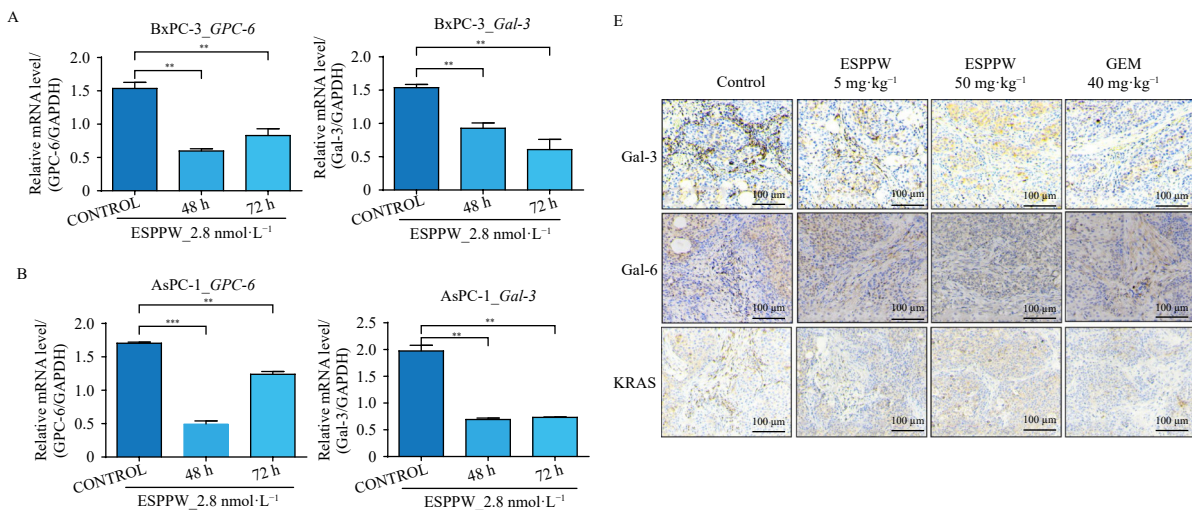 A
BxPC-3_GPC-6
Relative mRNA level/
(GPC-6/GAPDH)
2.0
1.5
1.0
0.5
0
**
**
CONTROL
48 h
72 h
ESPPW_2.8 nmol·L⁻¹
BxPC-3_Gal-3
Relative mRNA level/
(Gal-3/GAPDH)
2.0
1.5
1.0
0.5
0
**
**
CONTROL
48 h
72 h
ESPPW_2.8 nmol·L⁻¹
B
AsPC-1_GPC-6
Relative mRNA level/
(GPC-6/GAPDH)
2.0
1.5
1.0
0.5
0
**
***
CONTROL
48 h
72 h
ESPPW_2.8 nmol·L⁻¹
AsPC-1_Gal-3
Relative mRNA level/
(Gal-3/GAPDH)
2.5
2.0
1.5
1.0
0.5
0
**
**
CONTROL
48 h
72 h
ESPPW_2.8 nmol·L⁻¹
E
Control
ESPPW
5 mg·kg⁻¹
ESPPW
50 mg·kg⁻¹
GEM
40 mg·kg⁻¹
Gal-3
100 μm
100 μm
100 μm
100 μm
Gal-6
100 μm
100 μm
100 μm
100 μm
KRAS
100 μm
100 μm
100 μm
100 μm